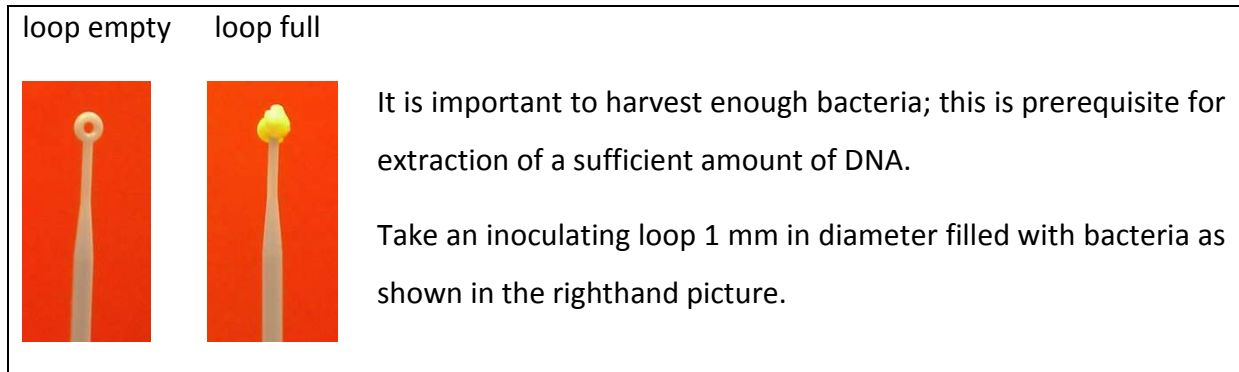 loop empty loop full
It is important to harvest enough bacteria; this is prerequisite for
extraction of a sufficient amount of DNA.
Take an inoculating loop 1 mm in diameter filled with bacteria as
shown in the righthand picture.